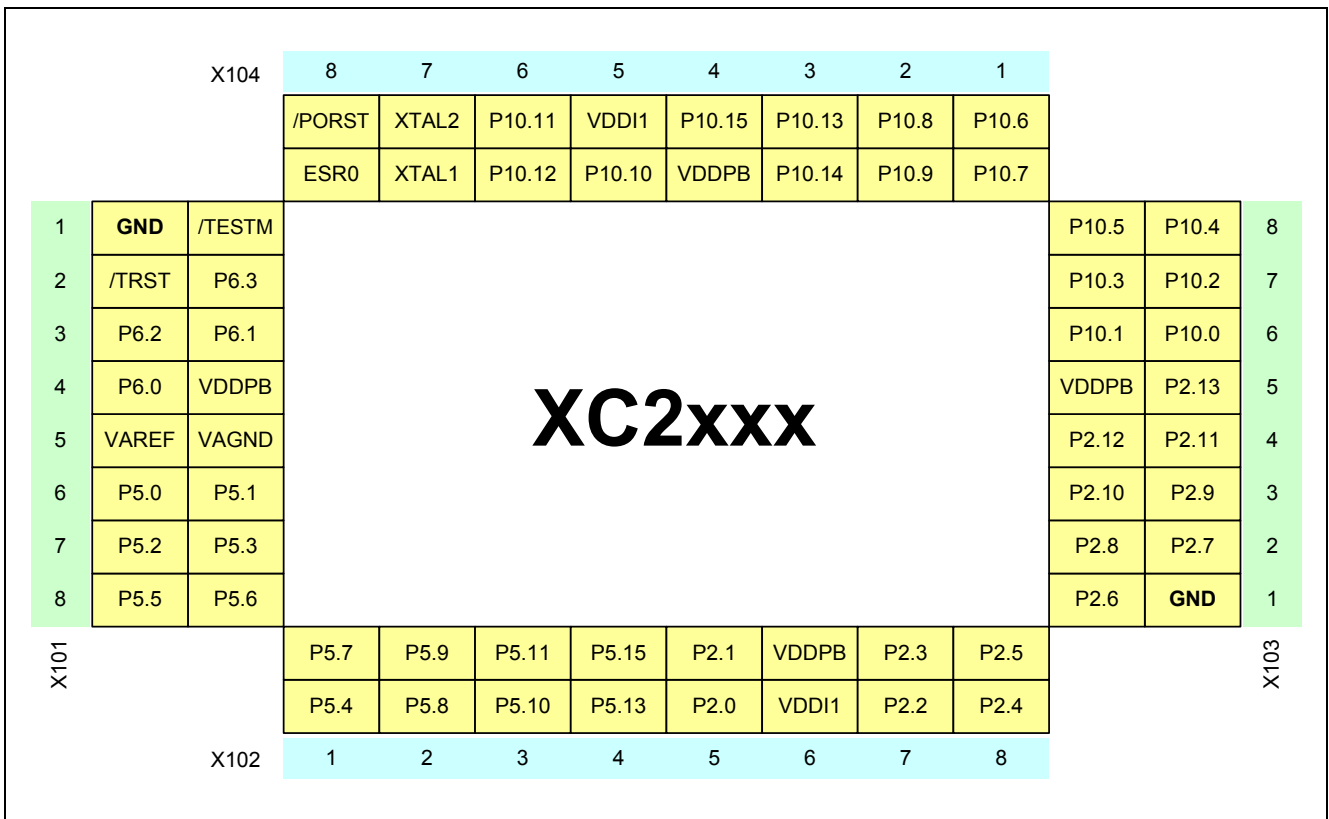 X104 8 7 6 5 4 3 2 1
/PORST XTAL2 P10.11 VDDI1 P10.15 P10.13 P10.8 P10.6
ESR0 XTAL1 P10.12 P10.10 VDDPB P10.14 P10.9 P10.7
1 GND /TESTM P10.5 P10.4 8
2 /TRST P6.3 P10.3 P10.2 7
3 P6.2 P6.1 P10.1 P10.0 6
4 P6.0 VDDPB VDDPB P2.13 5
XC2xxx
5 VAREF VAGND P2.12 P2.11 4
6 P5.0 P5.1 P2.10 P2.9 3
7 P5.2 P5.3 P2.8 P2.7 2
8 P5.5 P5.6 P2.6 GND 1
X101
X103
P5.7 P5.9 P5.11 P5.15 P2.1 VDDPB P2.3 P2.5
P5.4 P5.8 P5.10 P5.13 P2.0 VDDI1 P2.2 P2.4
X102 1 2 3 4 5 6 7 8